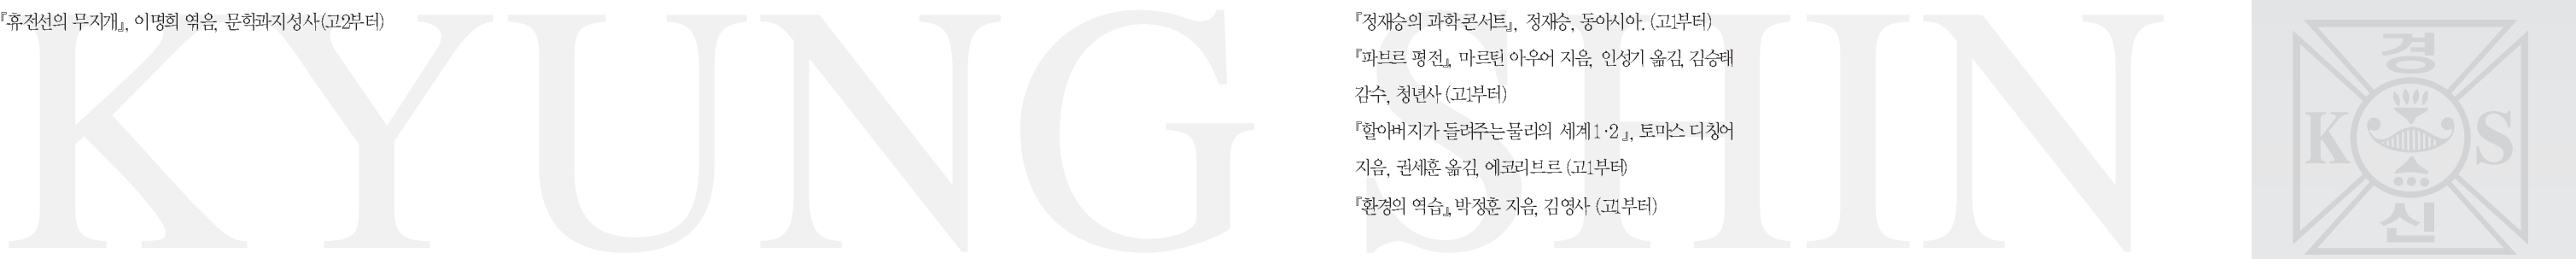 『휴전선의 무지개』, 이명희 엮음, 문학과지성사(고2부터)
『정재승의 과학콘서트』, 정재승, 동아시아. (고1부터)
『파브르 평전』, 마르틴 아우어 지음, 인성기 옮김, 김승태
감수, 청년사 (고1부터)
『할아버지가 들려주는 물리의 세계 1·2』, 토마스 디칭어
지음, 권세훈 옮김, 에코리브르 (고1부터)
『환경의 역습』, 박정훈 지음, 김영사 (고1부터)
KYUNG SHIN
경
K S
신